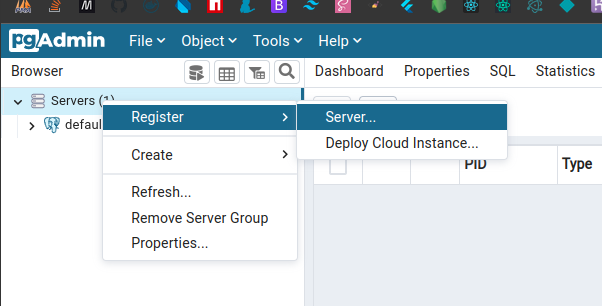 pgAdmin File Object Tools Help
Browser Dashboard Properties SQL Statistics
Servers (1)
Register Server...
defaul
Create Deploy Cloud Instance...
PID Type
Refresh...
Remove Server Group
Properties...